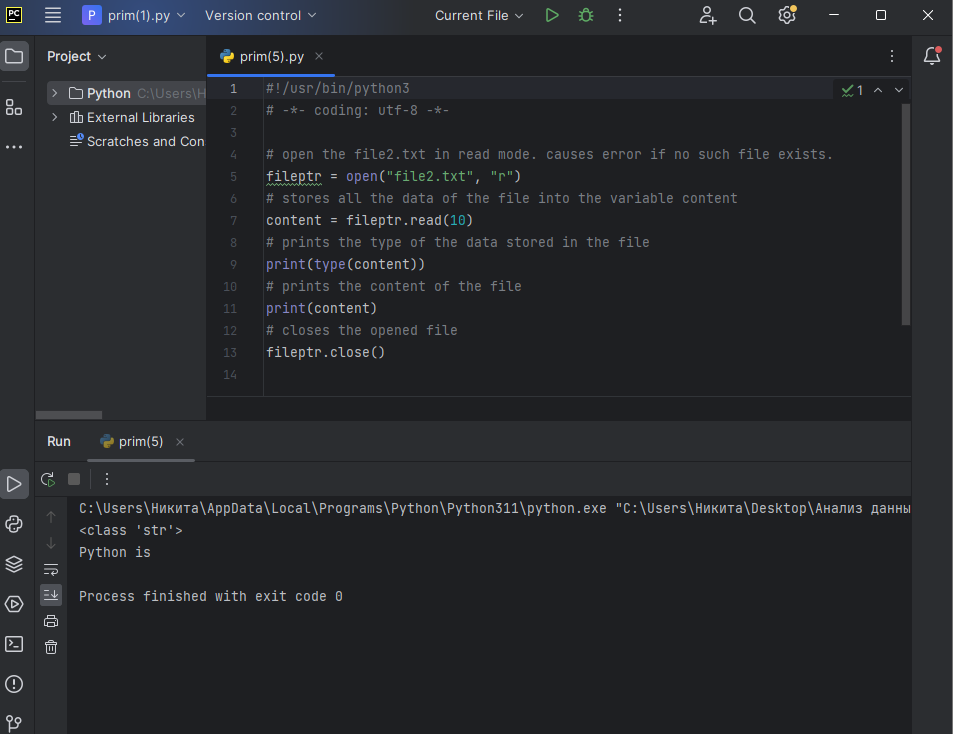 PC P prim(1).py Version control Current File
Project prim(5).py
Python C:\Users\H
External Libraries
Scratches and Con
1 #!/usr/bin/python3
2 # -*- coding: utf-8 -*-
3
4 # open the file2.txt in read mode. causes error if no such file exists.
5 fileptr = open("file2.txt", "r")
6 # stores all the data of the file into the variable content
7 content = fileptr.read(10)
8 # prints the type of the data stored in the file
9 print(type(content))
10 # prints the content of the file
11 print(content)
12 # closes the opened file
13 fileptr.close()
14
1
Run prim(5)
C:\Users\Никита\AppData\Local\Programs\Python\Python311\python.exe "C:\Users\Никита\Desktop\Анализ данны
<class 'str'>
Python is
Process finished with exit code 0